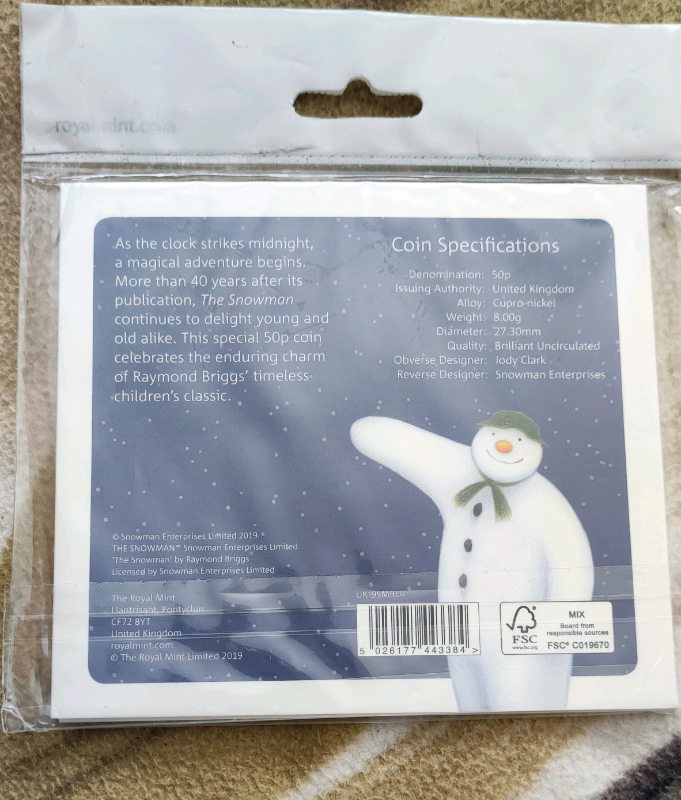 royalmint.com
As the clock strikes midnight,
a magical adventure begins.
More than 40 years after its
publication, The Snowman
continues to delight young and
old alike. This special 50p coin
celebrates the enduring charm
of Raymond Briggs' timeless
children's classic.
Coin Specifications
Denomination: 50p
Issuing Authority: United Kingdom
Alloy: Cupro-nickel
Weight: 8.00g
Diameter: 27.30mm
Quality: Brilliant Uncirculated
Obverse Designer: Jody Clark
Reverse Designer: Snowman Enterprises
© Snowman Enterprises Limited 2019.
THE SNOWMAN™ Snowman Enterprises Limited
'The Snowman' by Raymond Briggs
Licensed by Snowman Enterprises Limited
The Royal Mint
Llantrisant, Pontyclun
CF72 8YT
United Kingdom
royalmint.com
© The Royal Mint Limited 2019
UK19SMBU
5 026177 443384 >
FSC
www.fsc.org
MIX
Board from
responsible sources
FSC® C019670